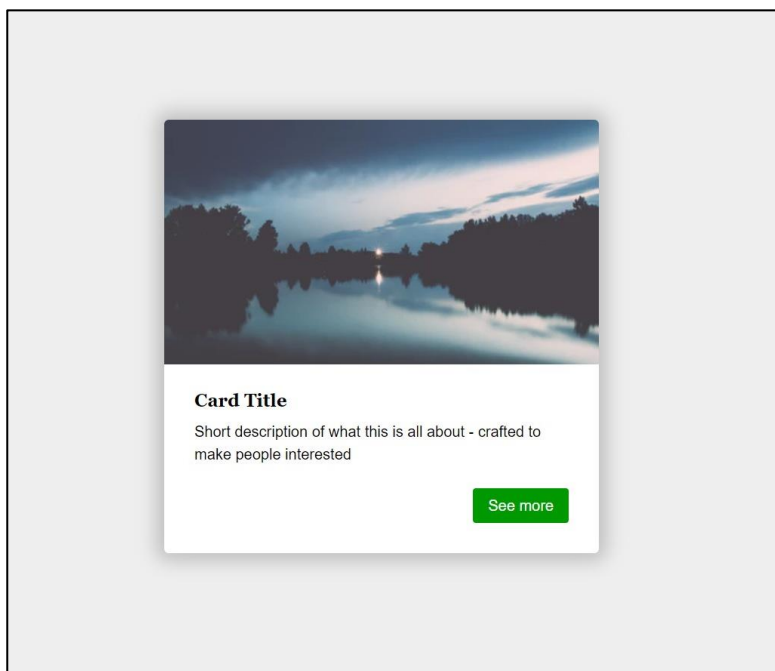 Card Title
Short description of what this is all about - crafted to
make people interested
See more